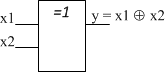 =1
x1
y = x1 ⊕ x2
x2